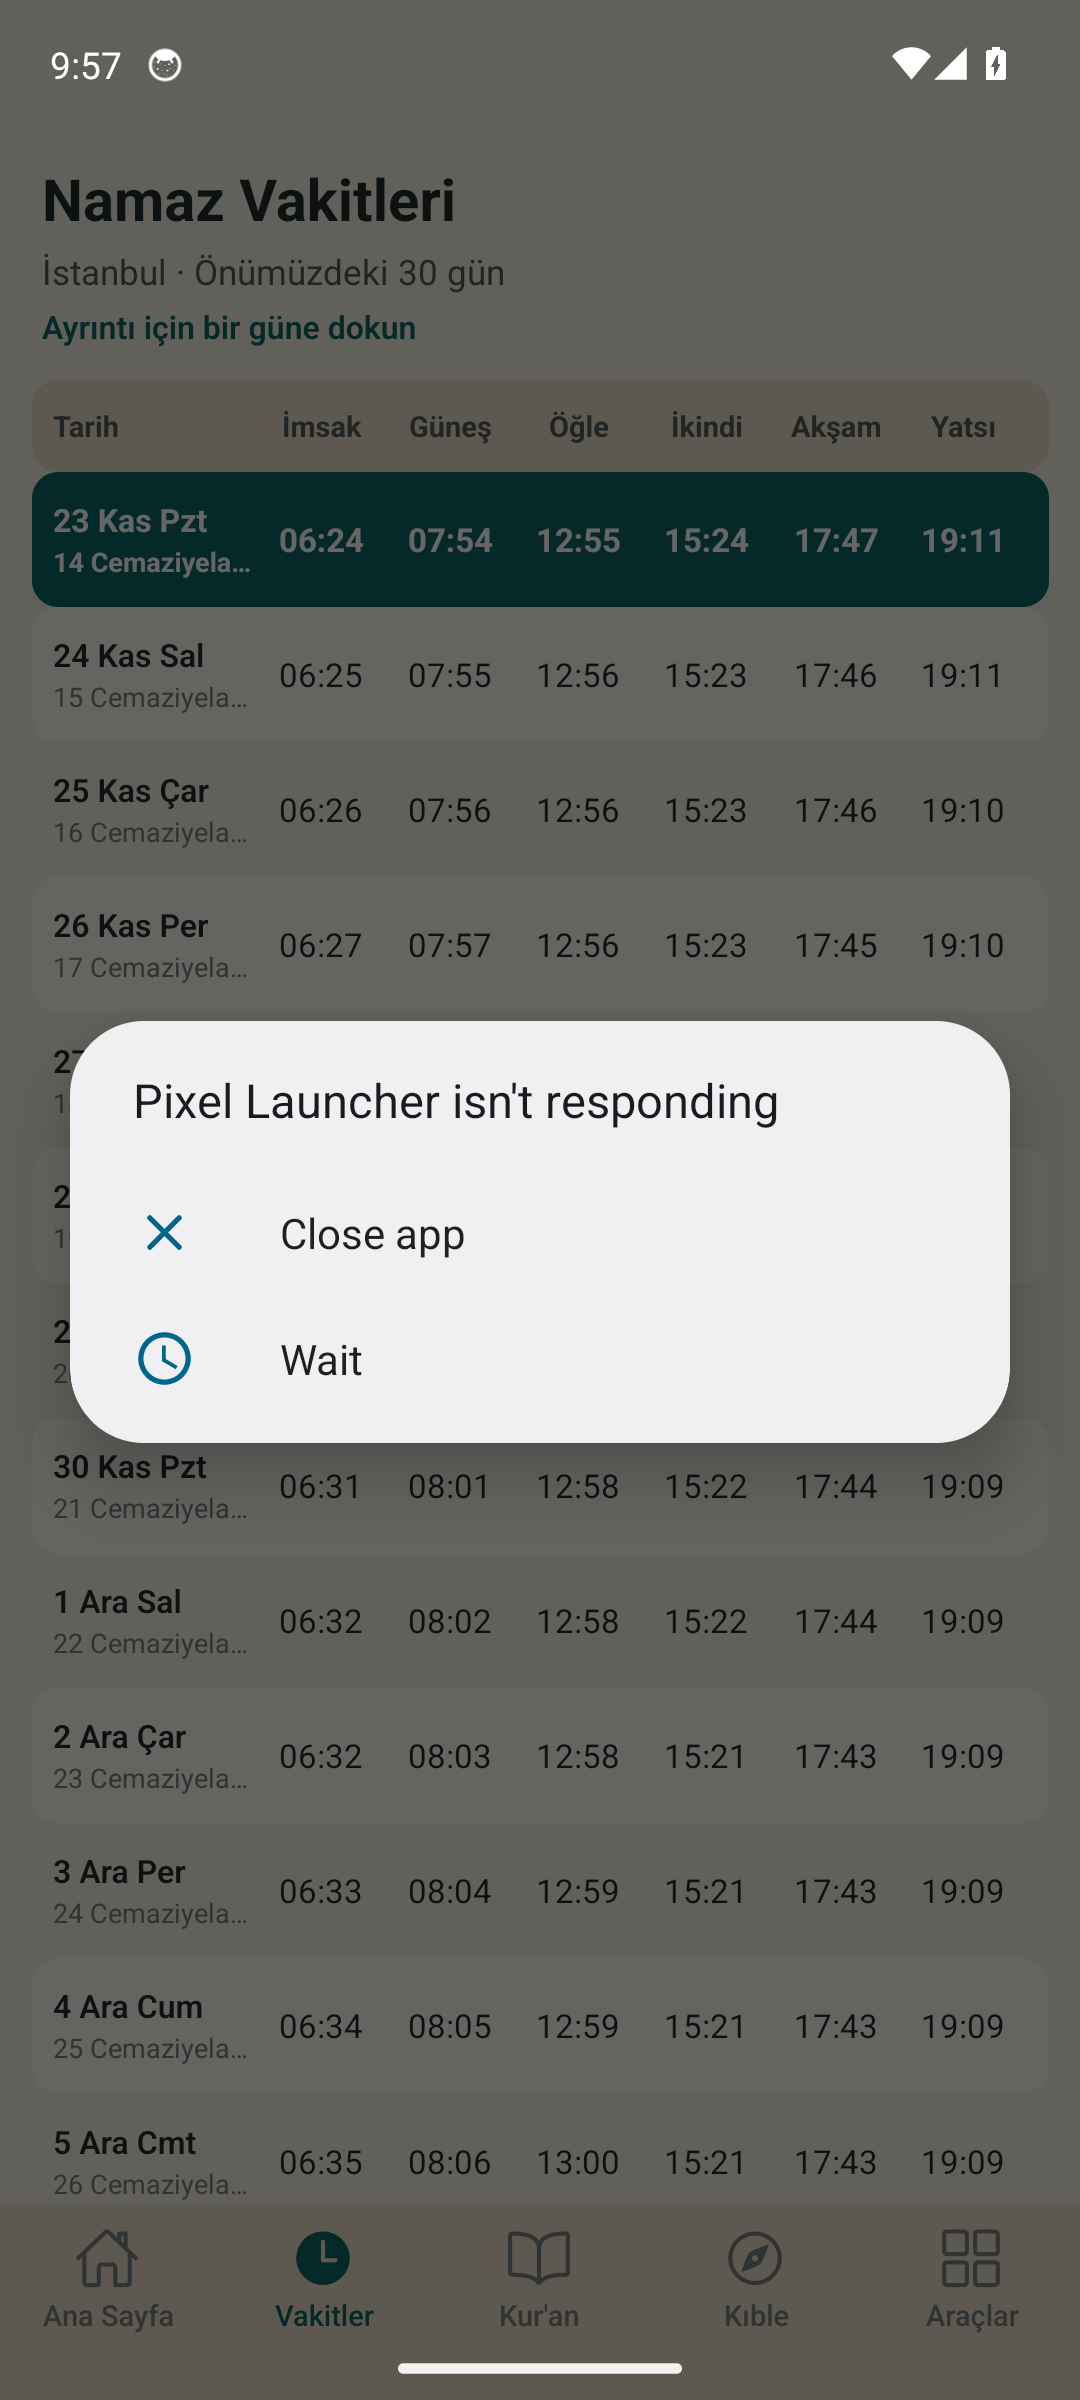 9:57
Namaz Vakitleri
İstanbul · Önümüzdeki 30 gün
Ayrıntı için bir güne dokun
Tarih İmsak Güneş Öğle İkindi Akşam Yatsı
23 Kas Pzt
14 Cemaziyela... 06:24 07:54 12:55 15:24 17:47 19:11
24 Kas Sal
15 Cemaziyela... 06:25 07:55 12:56 15:23 17:46 19:11
25 Kas Çar
16 Cemaziyela... 06:26 07:56 12:56 15:23 17:46 19:10
26 Kas Per
17 Cemaziyela... 06:27 07:57 12:56 15:23 17:45 19:10
Pixel Launcher isn't responding
Close app
Wait
30 Kas Pzt
21 Cemaziyela... 06:31 08:01 12:58 15:22 17:44 19:09
1 Ara Sal
22 Cemaziyela... 06:32 08:02 12:58 15:22 17:44 19:09
2 Ara Çar
23 Cemaziyela... 06:32 08:03 12:58 15:21 17:43 19:09
3 Ara Per
24 Cemaziyela... 06:33 08:04 12:59 15:21 17:43 19:09
4 Ara Cum
25 Cemaziyela... 06:34 08:05 12:59 15:21 17:43 19:09
5 Ara Cmt
26 Cemaziyela... 06:35 08:06 13:00 15:21 17:43 19:09
Ana Sayfa Vakitler Kur'an Kıble Araçlar